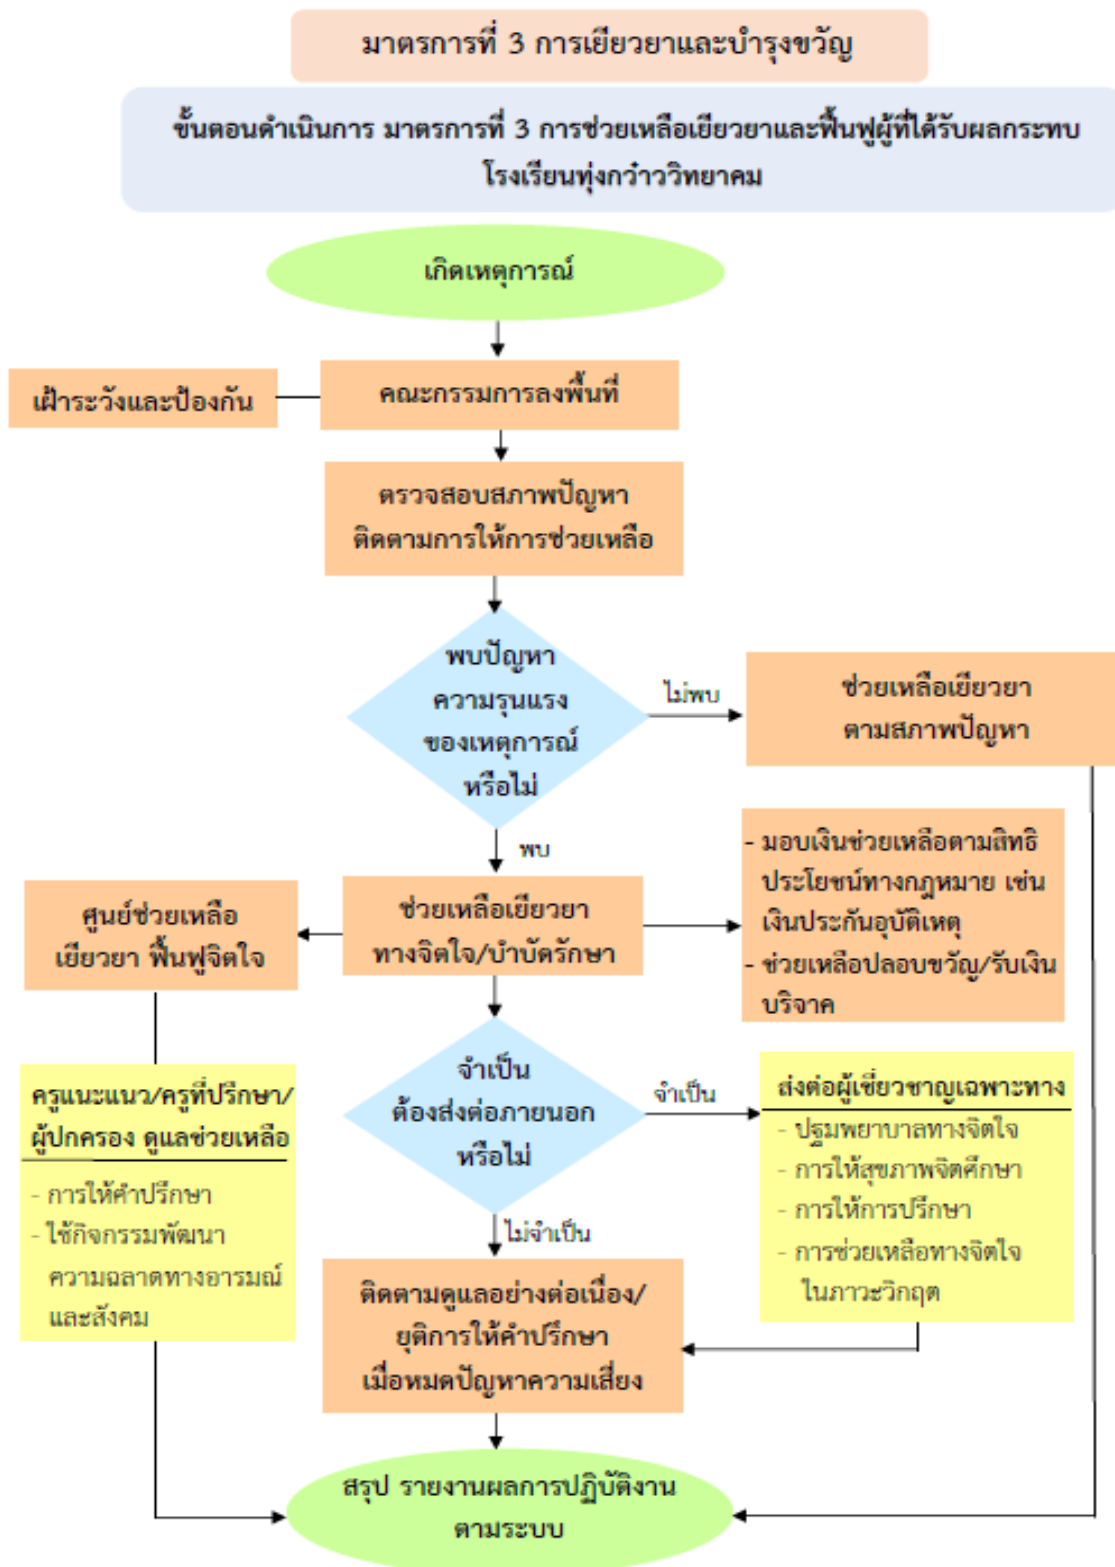 มาตรการที่ 3 การเยียวยาและบำรุงขวัญ
ขั้นตอนดำเนินการ มาตรการที่ 3 การช่วยเหลือเยียวยาและฟื้นฟูผู้ที่ได้รับผลกระทบ
โรงเรียนทุ่งกว๋าววิทยาคม
เกิดเหตุการณ์
คณะกรรมการลงพื้นที่
เฝ้าระวังและป้องกัน
ตรวจสอบสภาพปัญหา
ติดตามการให้การช่วยเหลือ
พบปัญหา
ความรุนแรง
ของเหตุการณ์
หรือไม่
ไม่พบ
ช่วยเหลือเยียวยา
ตามสภาพปัญหา
พบ
ศูนย์ช่วยเหลือ
เยียวยา ฟื้นฟูจิตใจ
ช่วยเหลือเยียวยา
ทางจิตใจ/บำบัดรักษา
- มอบเงินช่วยเหลือตามสิทธิ
ประโยชน์ทางกฎหมาย เช่น
เงินประกันอุบัติเหตุ
- ช่วยเหลือปลอบขวัญ/รับเงิน
บริจาค
ครูแนะแนว/ครูที่ปรึกษา/
ผู้ปกครอง ดูแลช่วยเหลือ
- การให้คำปรึกษา
- ใช้กิจกรรมพัฒนา
ความฉลาดทางอารมณ์
และสังคม
จำเป็น
ต้องส่งต่อภายนอก
หรือไม่
จำเป็น
ส่งต่อผู้เชี่ยวชาญเฉพาะทาง
- ปฐมพยาบาลทางจิตใจ
- การให้สุขภาพจิตศึกษา
- การให้การปรึกษา
- การช่วยเหลือทางจิตใจ
ในภาวะวิกฤต
ไม่จำเป็น
ติดตามดูแลอย่างต่อเนื่อง/
ยุติการให้คำปรึกษา
เมื่อหมดปัญหาความเสี่ยง
สรุป รายงานผลการปฏิบัติงาน
ตามระบบ